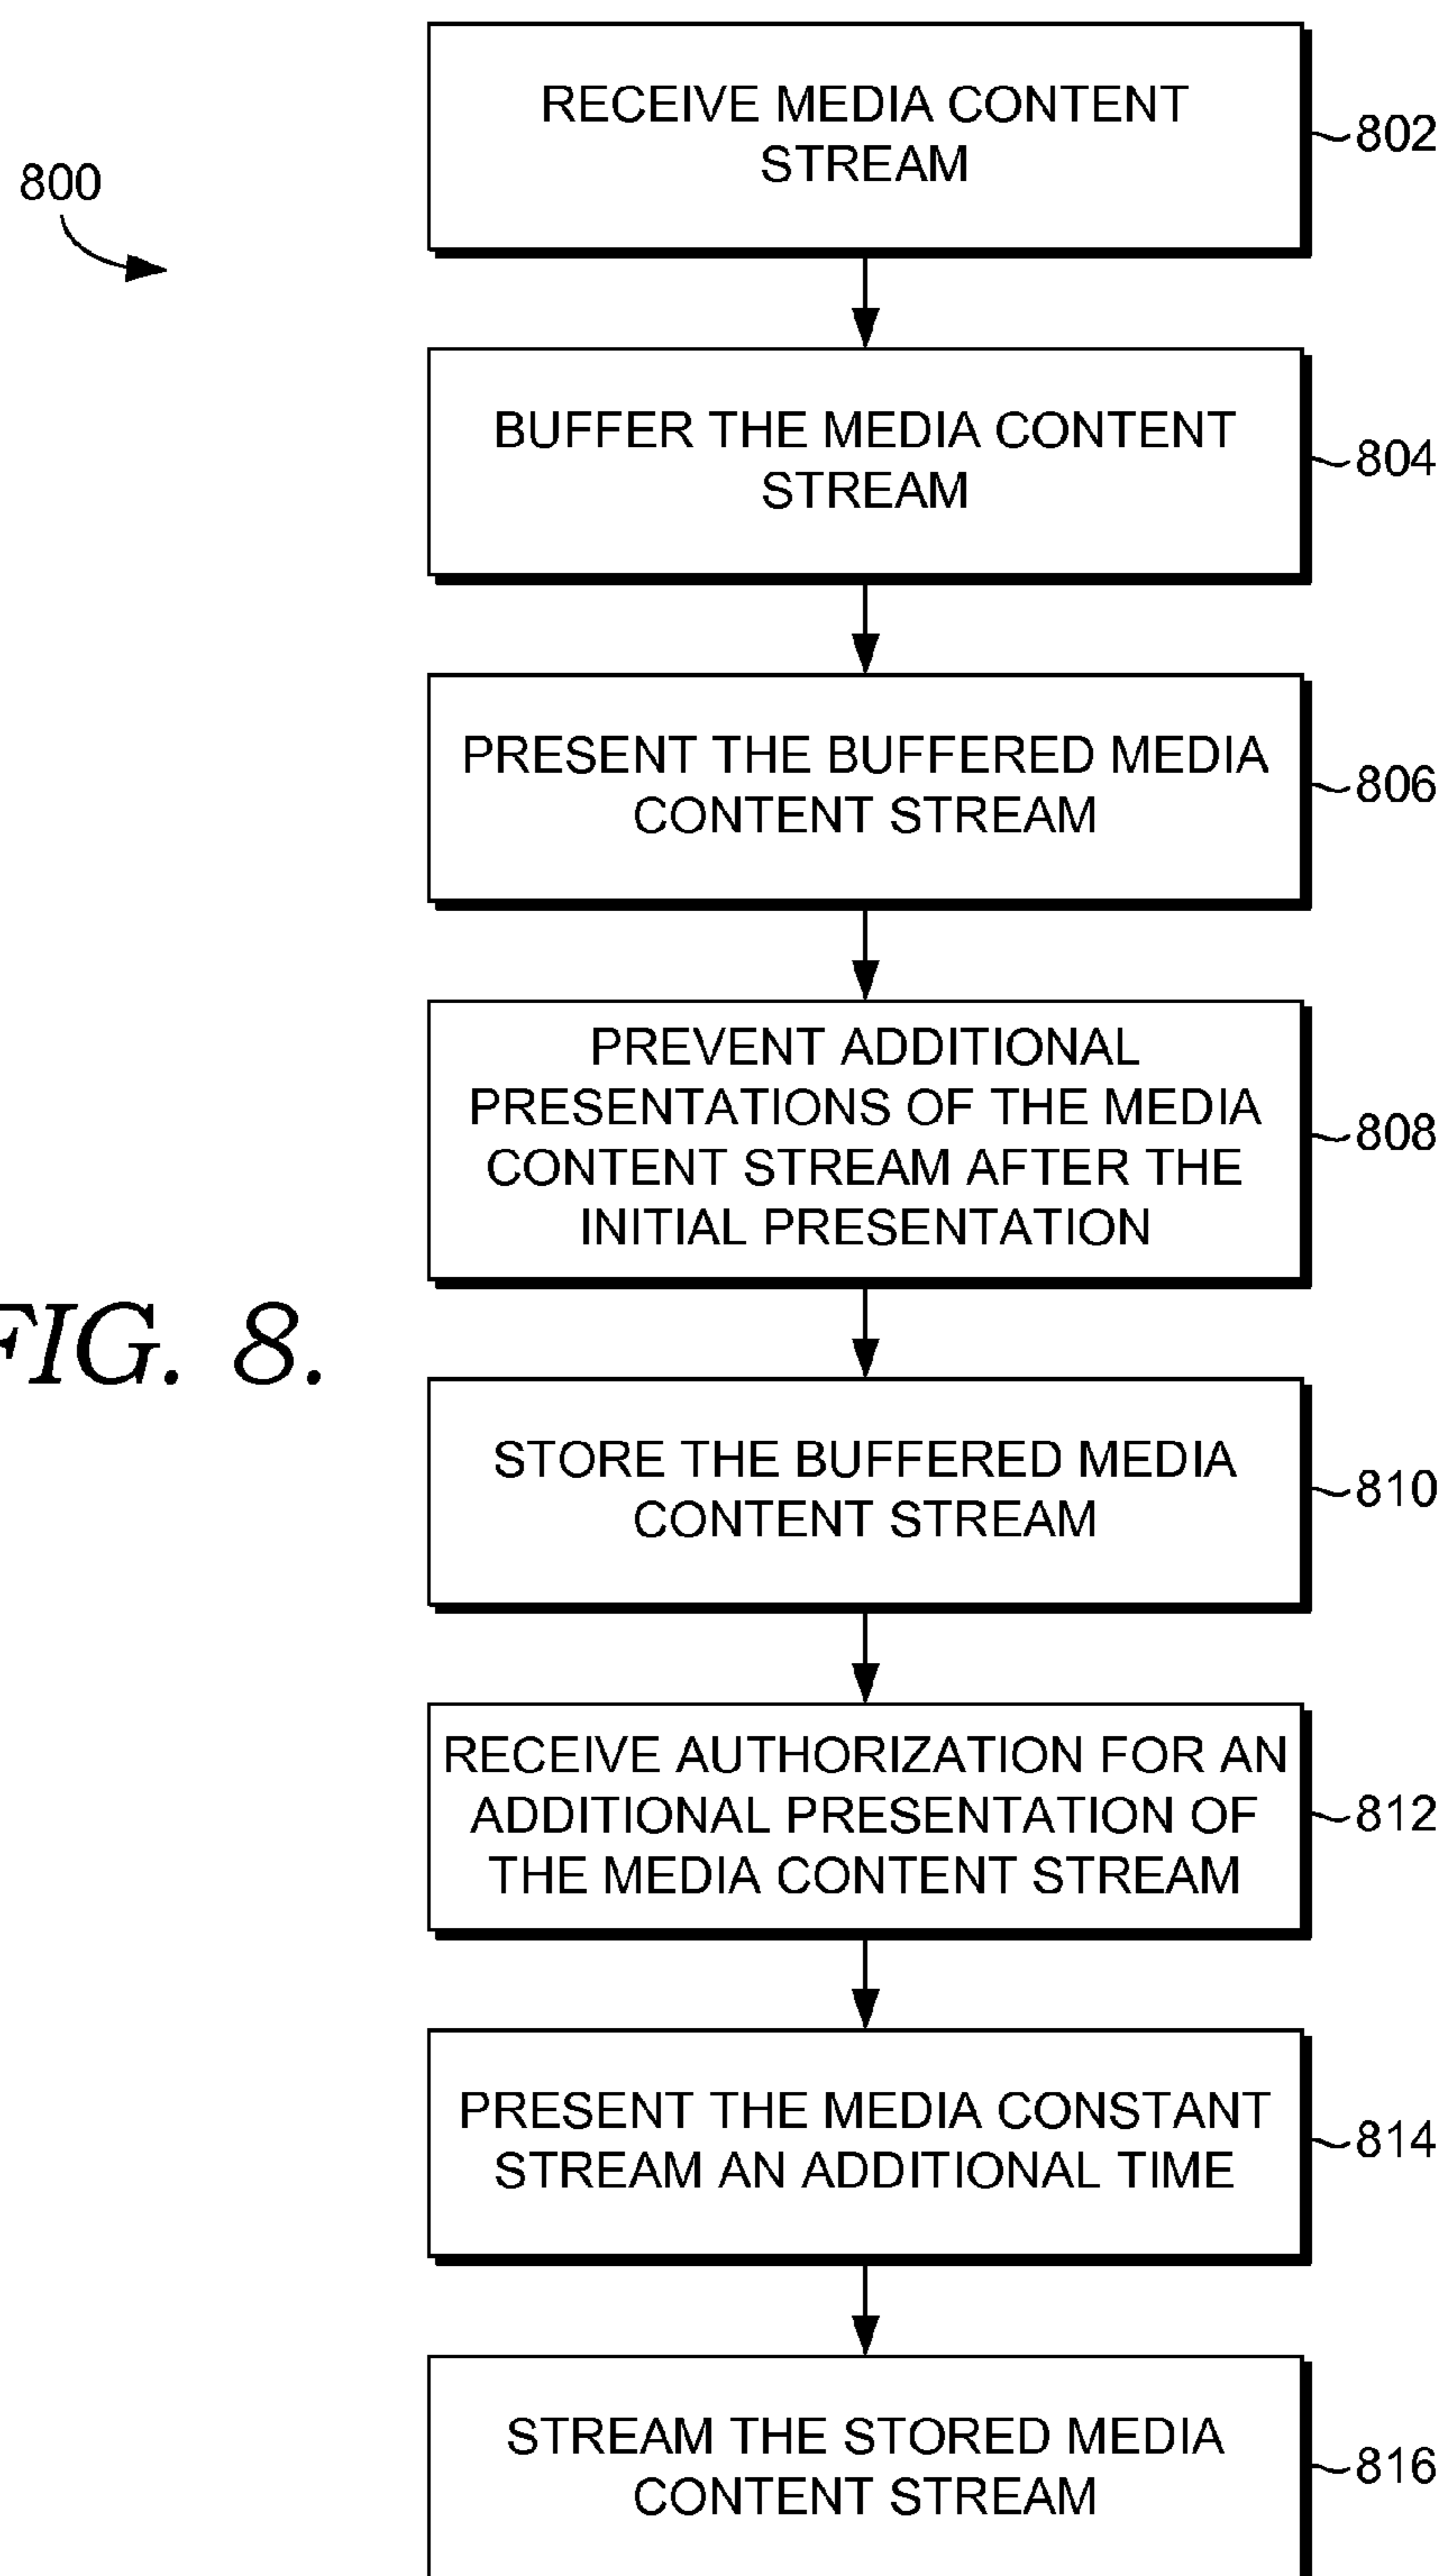 RECEIVE MEDIA CONTENT
STREAM
802
800
BUFFER THE MEDIA CONTENT
STREAM
804
PRESENT THE BUFFERED MEDIA
CONTENT STREAM
806
PREVENT ADDITIONAL
PRESENTATIONS OF THE MEDIA
CONTENT STREAM AFTER THE
INITIAL PRESENTATION
808
FIG. 8.
STORE THE BUFFERED MEDIA
CONTENT STREAM
810
RECEIVE AUTHORIZATION FOR AN
ADDITIONAL PRESENTATION OF
THE MEDIA CONTENT STREAM
812
PRESENT THE MEDIA CONSTANT
STREAM AN ADDITIONAL TIME
814
STREAM THE STORED MEDIA
CONTENT STREAM
816